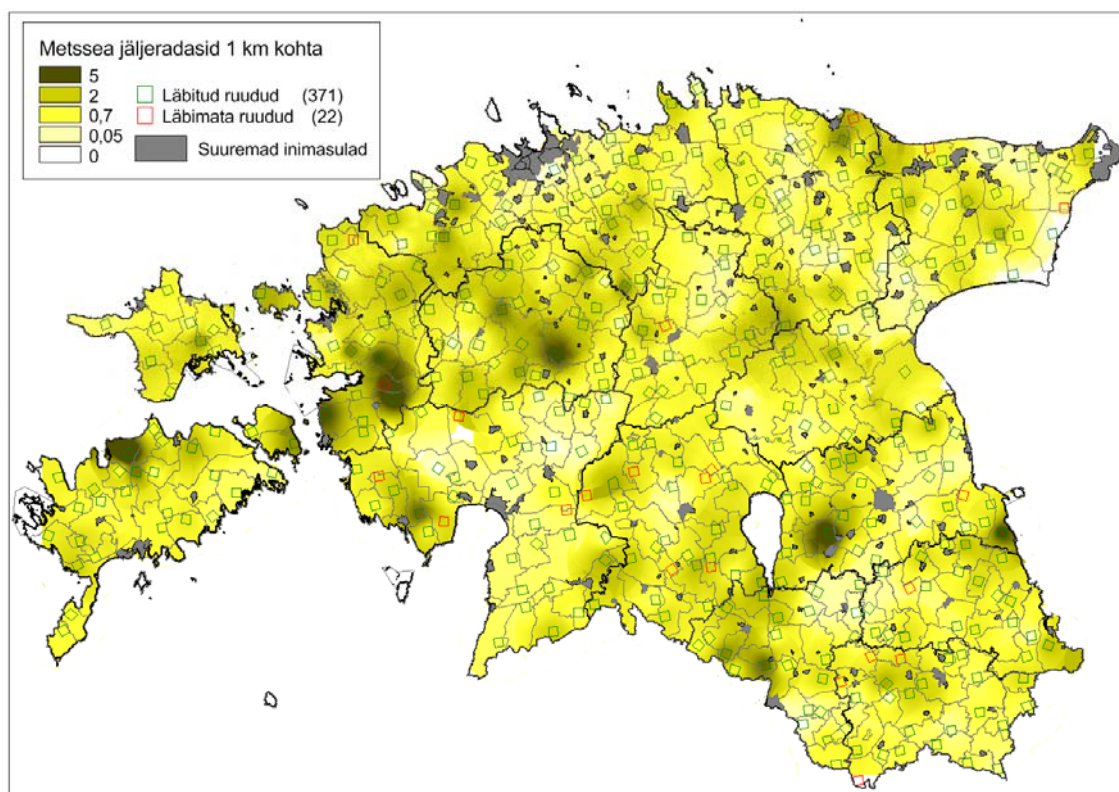 Metssea jäljeradasid 1 km kohta
5
2
0,7
0,05
0
Läbitud ruudud (371)
Läbimata ruudud (22)
Suuremad inimasulad